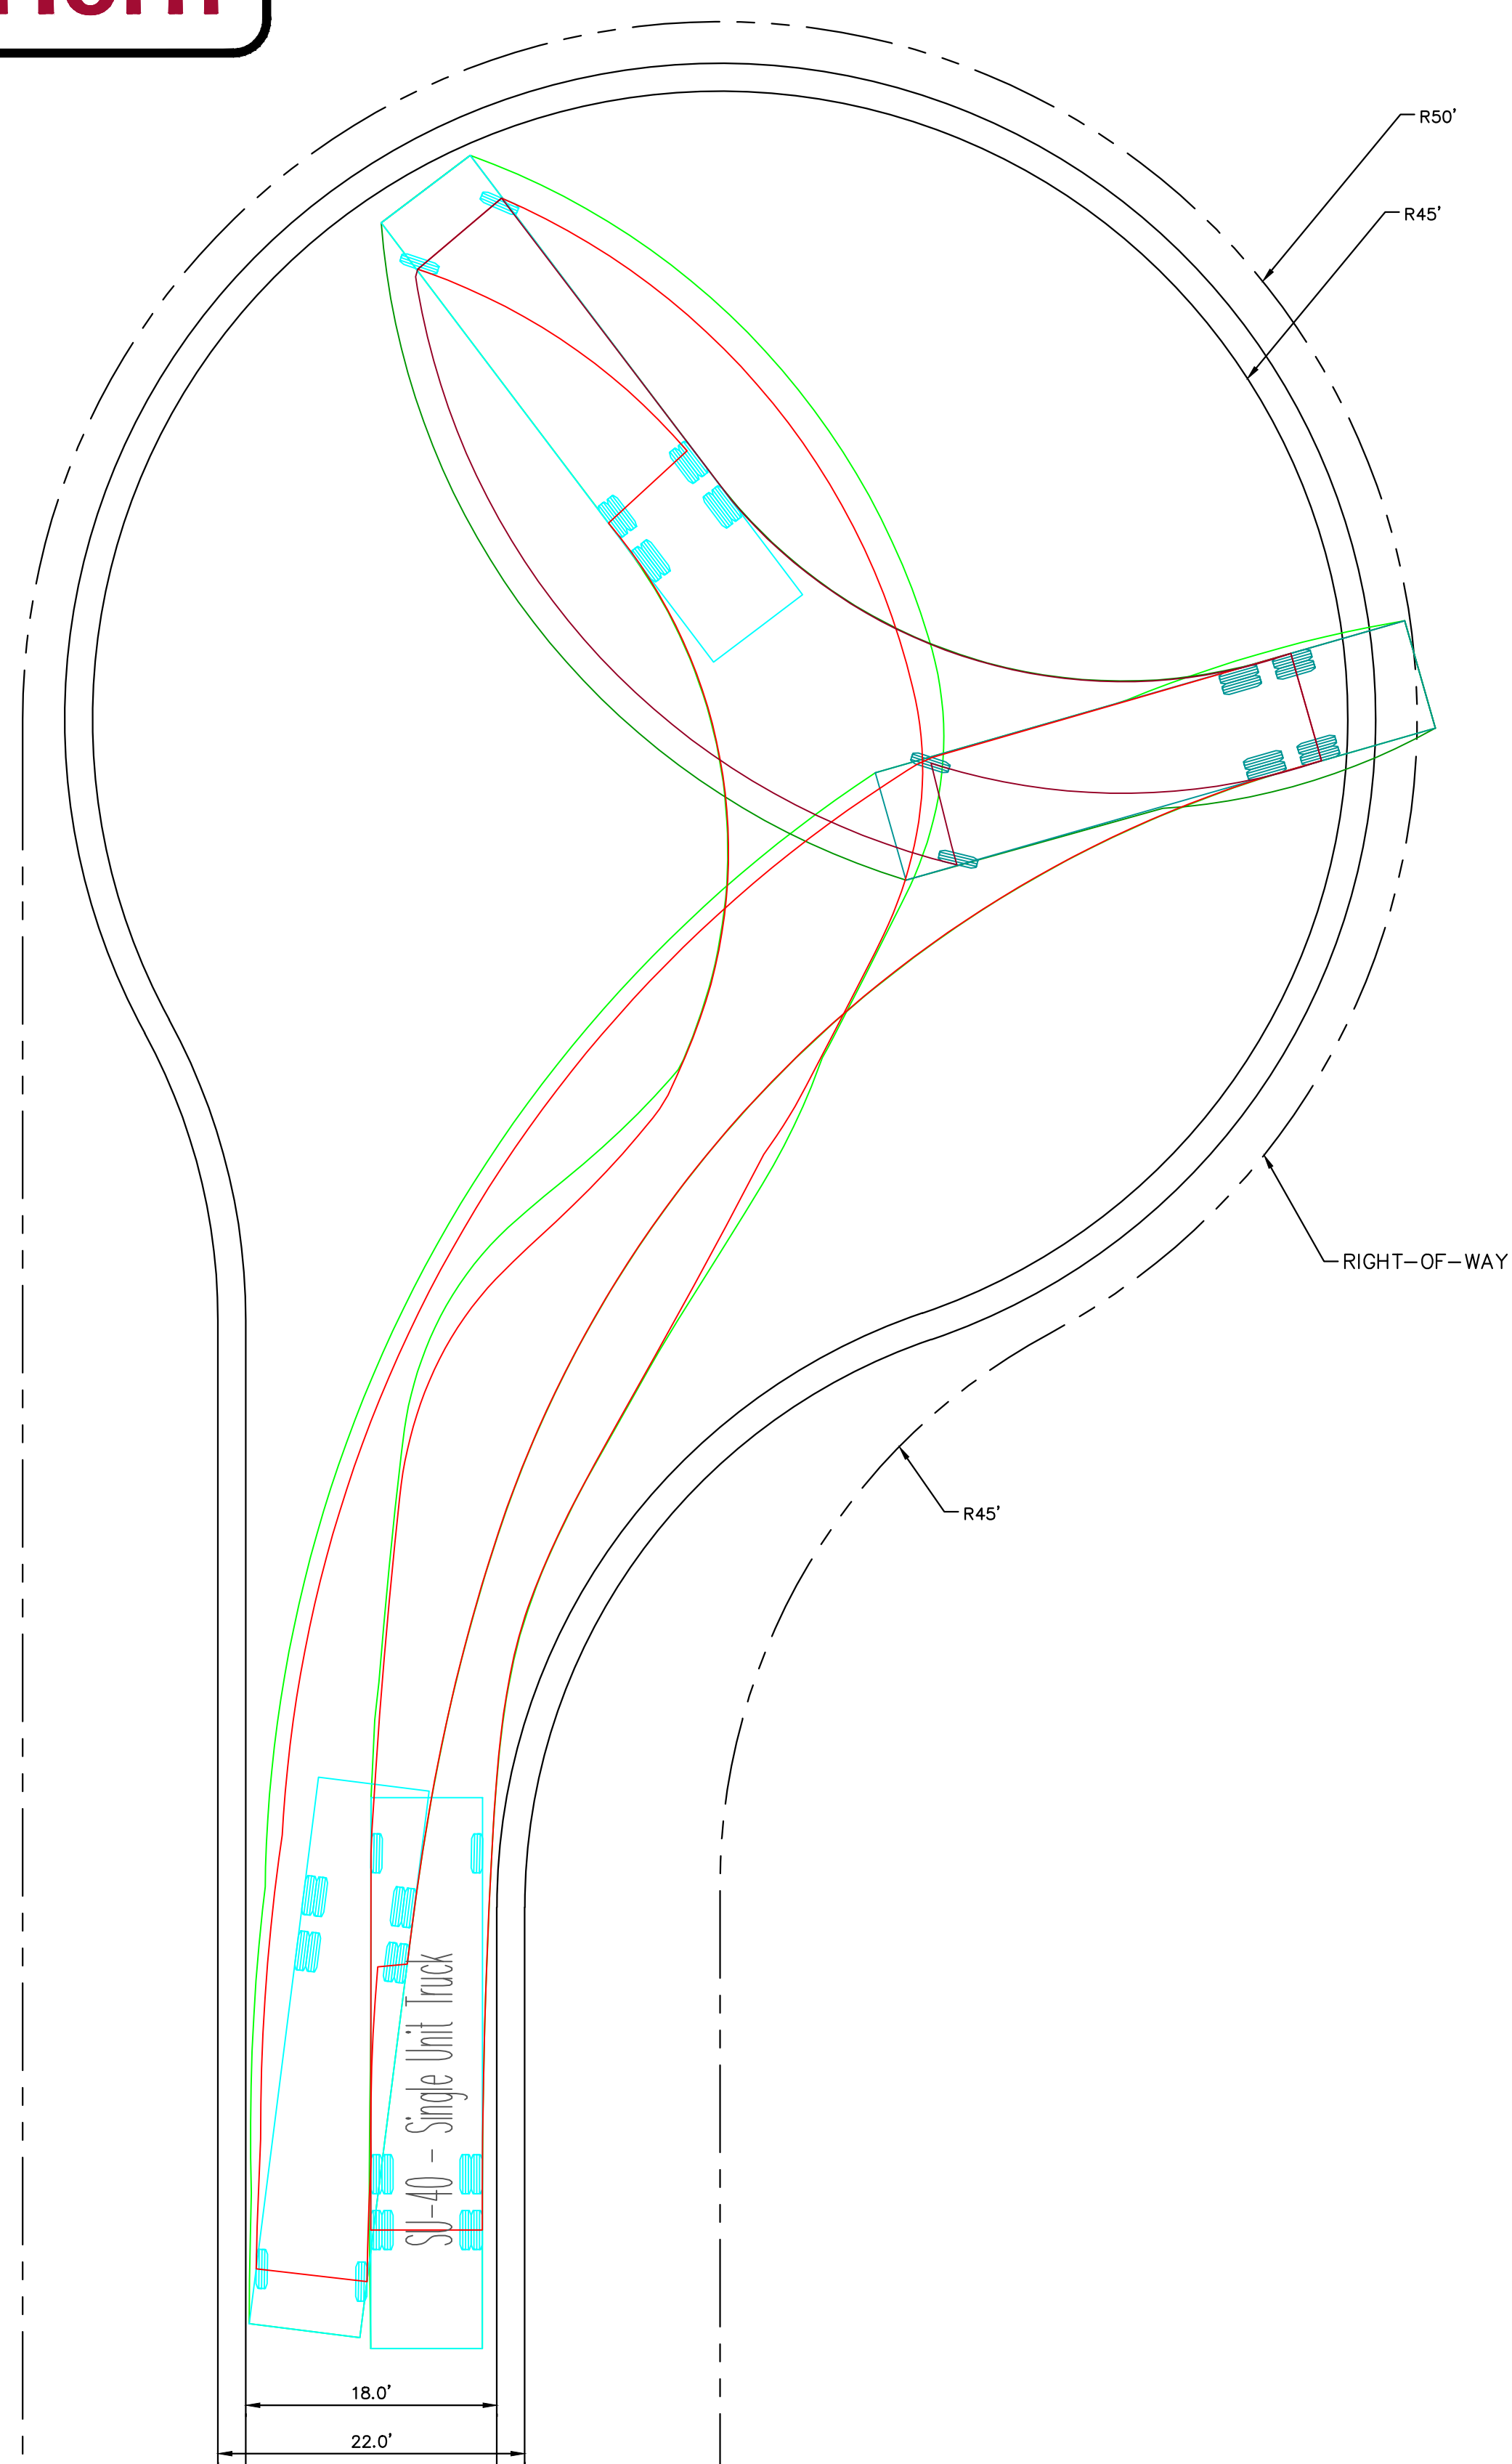 R50'
R45'
RIGHT-OF-WAY
R45'
SU-40 - Single Unit Truck
18.0'
22.0'